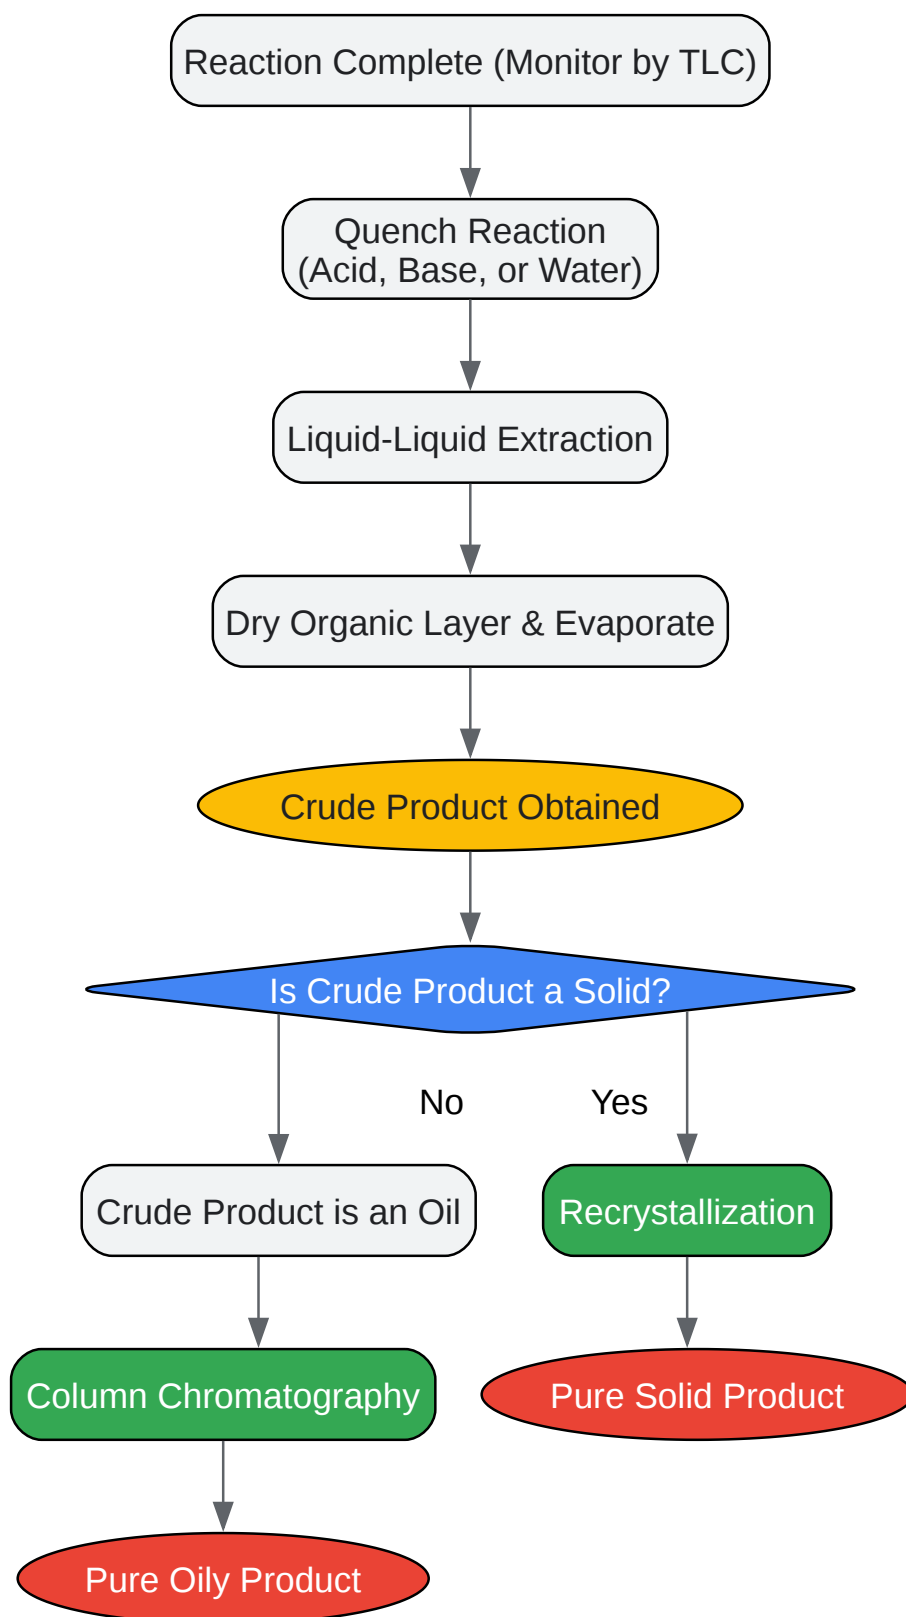 Reaction Complete (Monitor by TLC)
Quench Reaction
(Acid, Base, or Water)
Liquid-Liquid Extraction
Dry Organic Layer & Evaporate
Crude Product Obtained
Is Crude Product a Solid?
No
Yes
Crude Product is an Oil
Recrystallization
Column Chromatography
Pure Solid Product
Pure Oily Product